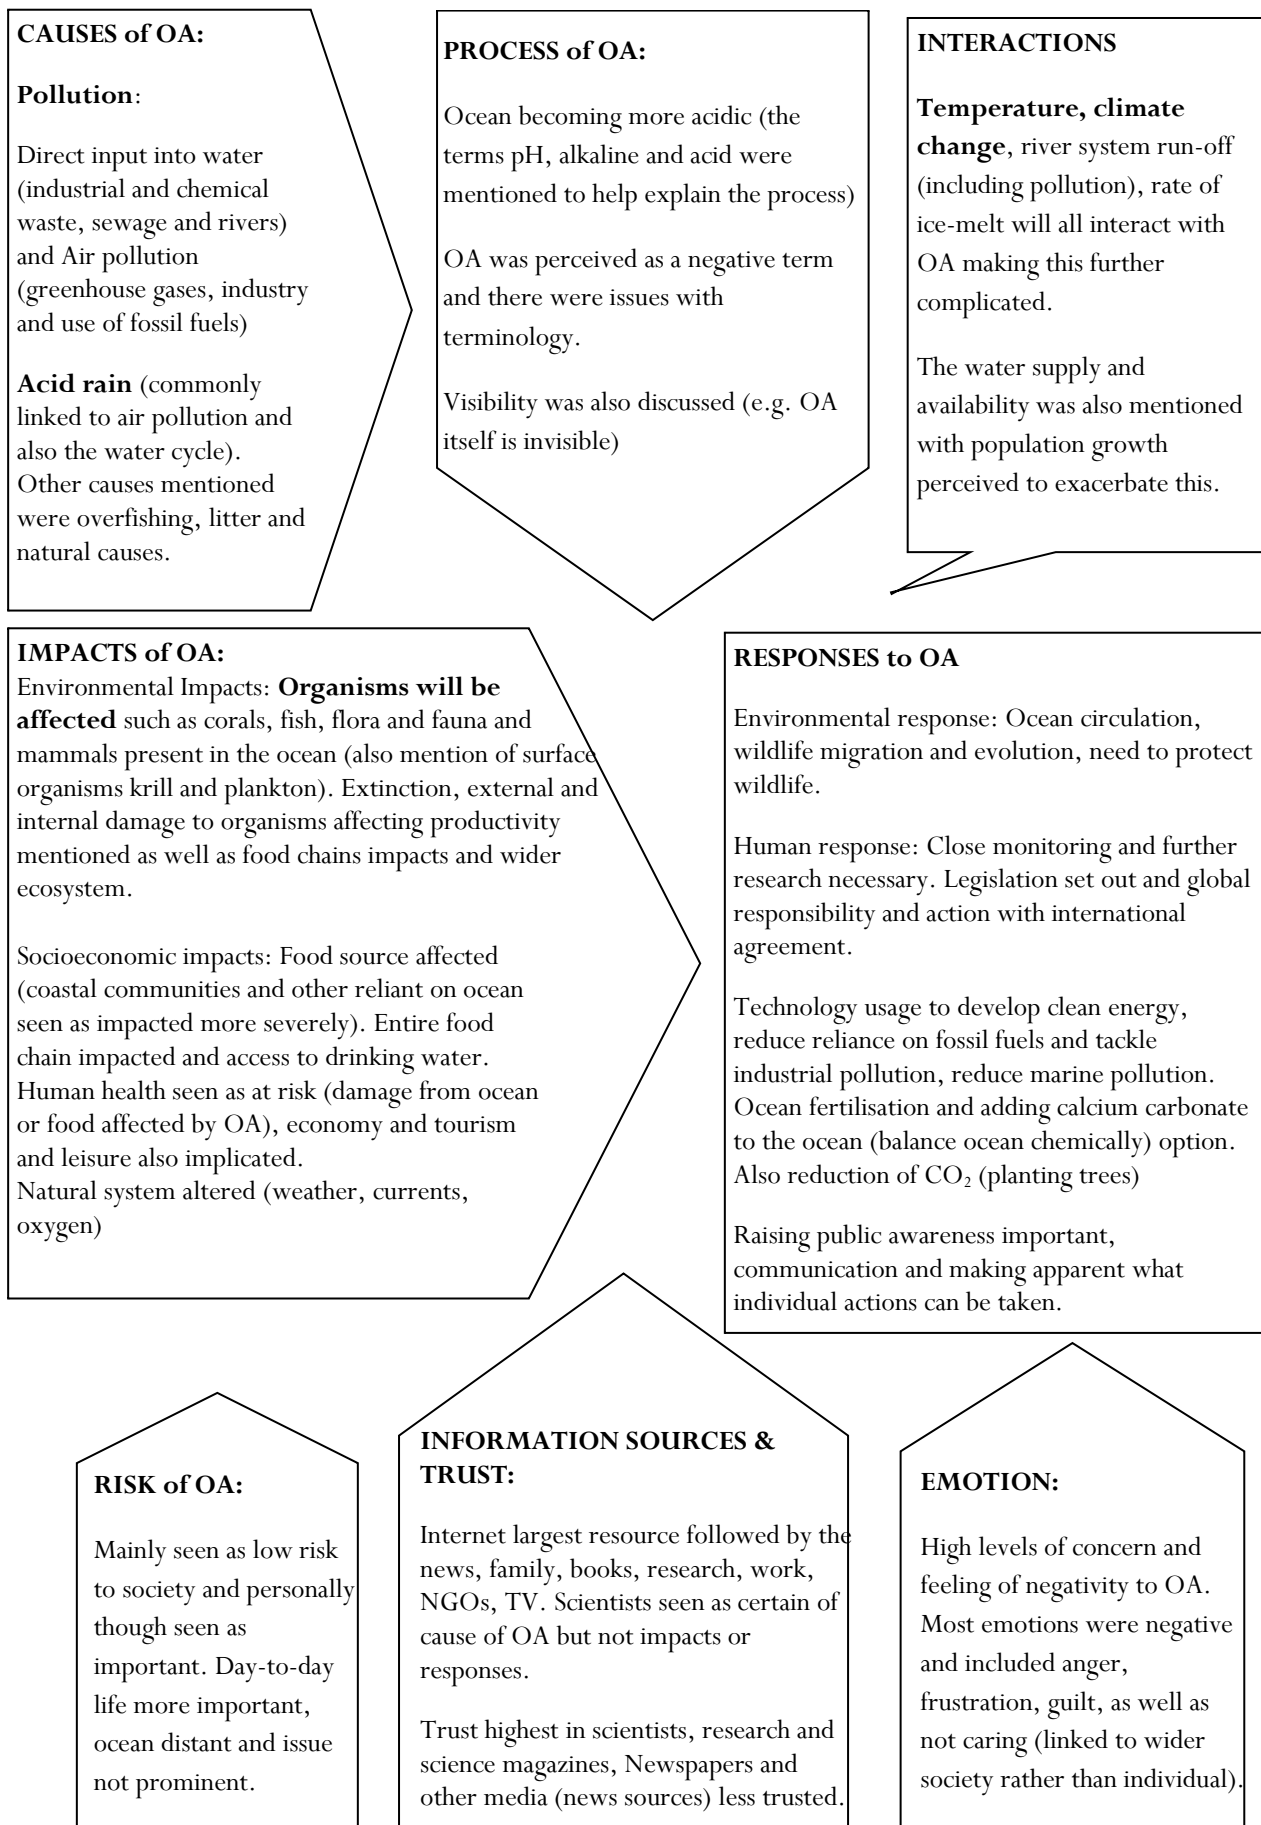 CAUSES of OA:
Pollution:
Direct input into water
(industrial and chemical
waste, sewage and rivers)
and Air pollution
(greenhouse gases, industry
and use of fossil fuels)
Acid rain (commonly
linked to air pollution and
also the water cycle).
Other causes mentioned
were overfishing, litter and
natural causes.
PROCESS of OA:
Ocean becoming more acidic (the
terms pH, alkaline and acid were
mentioned to help explain the process)
OA was perceived as a negative term
and there were issues with
terminology.
Visibility was also discussed (e.g. OA
itself is invisible)
INTERACTIONS
Temperature, climate
change, river system run-off
(including pollution), rate of
ice-melt will all interact with
OA making this further
complicated.
The water supply and
availability was also mentioned
with population growth
perceived to exacerbate this.
IMPACTS of OA:
Environmental Impacts: Organisms will be
affected such as corals, fish, flora and fauna and
mammals present in the ocean (also mention of surface
organisms krill and plankton). Extinction, external and
internal damage to organisms affecting productivity
mentioned as well as food chains impacts and wider
ecosystem.
Socioeconomic impacts: Food source affected
(coastal communities and other reliant on ocean
seen as impacted more severely). Entire food
chain impacted and access to drinking water.
Human health seen as at risk (damage from ocean
or food affected by OA), economy and tourism
and leisure also implicated.
Natural system altered (weather, currents,
oxygen)
RESPONSES to OA
Environmental response: Ocean circulation,
wildlife migration and evolution, need to protect
wildlife.
Human response: Close monitoring and further
research necessary. Legislation set out and global
responsibility and action with international
agreement.
Technology usage to develop clean energy,
reduce reliance on fossil fuels and tackle
industrial pollution, reduce marine pollution.
Ocean fertilisation and adding calcium carbonate
to the ocean (balance ocean chemically) option.
Also reduction of CO₂ (planting trees)
Raising public awareness important,
communication and making apparent what
individual actions can be taken.
RISK of OA:
Mainly seen as low risk
to society and personally
though seen as
important. Day-to-day
life more important,
ocean distant and issue
not prominent.
INFORMATION SOURCES &
TRUST:
Internet largest resource followed by the
news, family, books, research, work,
NGOs, TV. Scientists seen as certain of
cause of OA but not impacts or
responses.
Trust highest in scientists, research and
science magazines, Newspapers and
other media (news sources) less trusted.
EMOTION:
High levels of concern and
feeling of negativity to OA.
Most emotions were negative
and included anger,
frustration, guilt, as well as
not caring (linked to wider
society rather than individual).